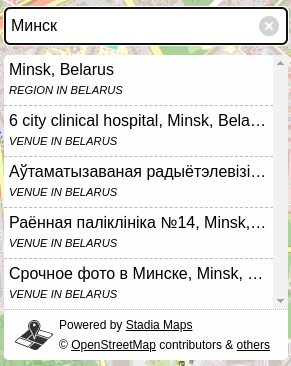 Минск
Minsk, Belarus
REGION IN BELARUS
6 city clinical hospital, Minsk, Bela…
VENUE IN BELARUS
Аўтаматызаваная радыётэлевізі…
VENUE IN BELARUS
Раённая паліклініка №14, Minsk,…
VENUE IN BELARUS
Срочное фото в Минске, Minsk, …
VENUE IN BELARUS
Powered by Stadia Maps
© OpenStreetMap contributors & others